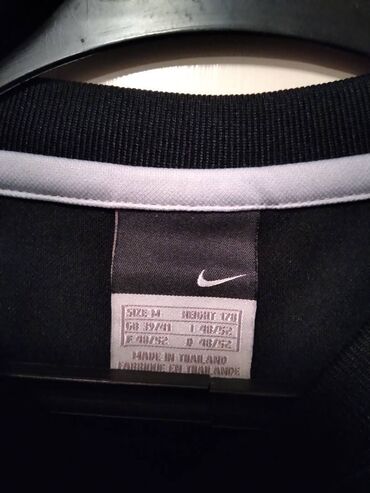 SIZE M HEIGHT 178
GB 39/41 I 48/52
F 48/52 D 48/52
MADE IN THAILAND
FABRIQUE EN THAILANDE